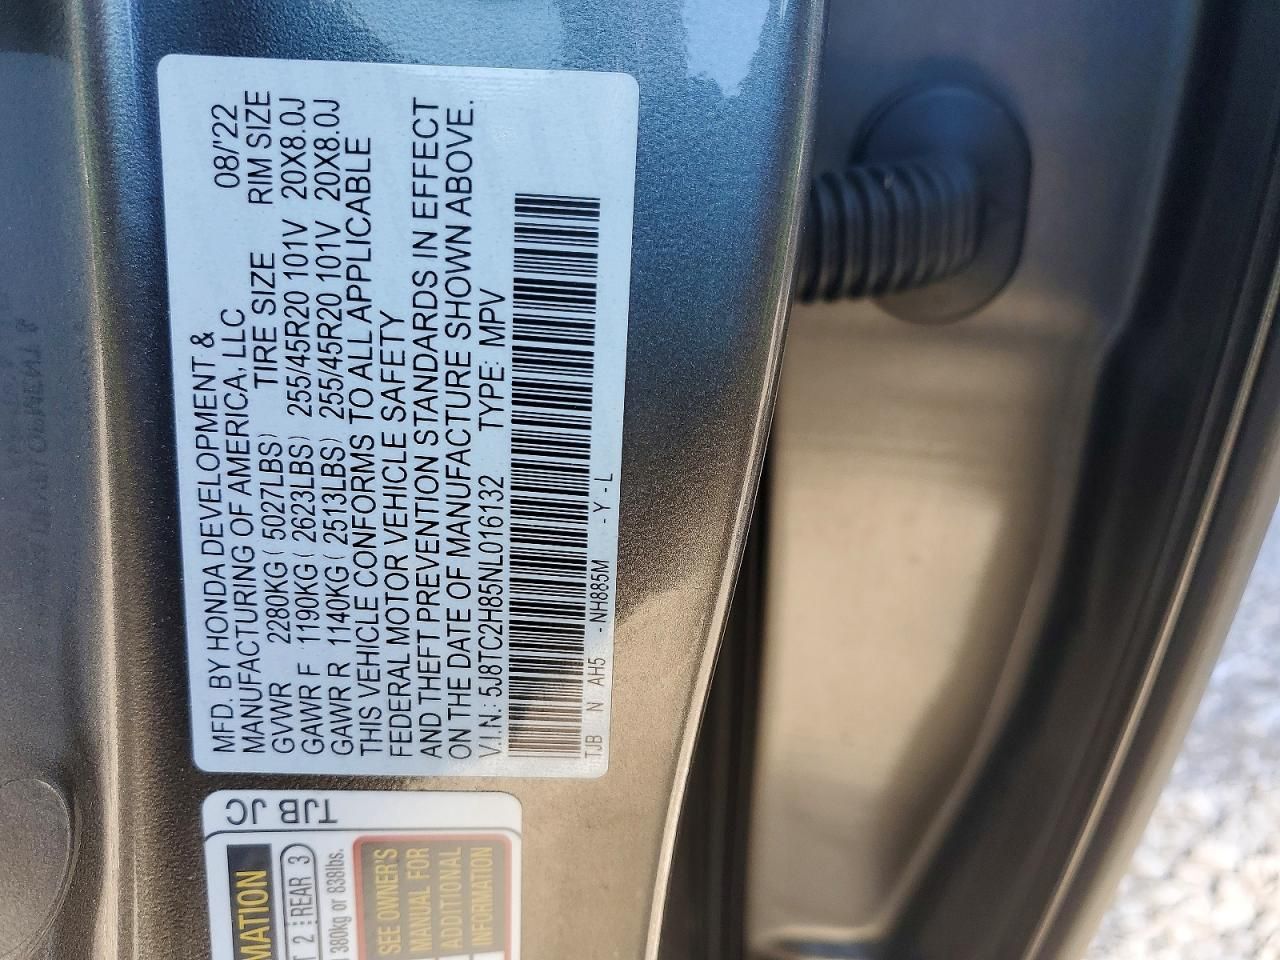 MFD. BY HONDA DEVELOPMENT &
MANUFACTURING OF AMERICA, LLC 08/'22
GVWR 2280KG ( 5027LBS) TIRE SIZE RIM SIZE
GAWR F 1190KG ( 2623LBS) 255/45R20 101V 20X8.0J
GAWR R 1140KG ( 2513LBS) 255/45R20 101V 20X8.0J
THIS VEHICLE CONFORMS TO ALL APPLICABLE
FEDERAL MOTOR VEHICLE SAFETY
AND THEFT PREVENTION STANDARDS IN EFFECT
ON THE DATE OF MANUFACTURE SHOWN ABOVE.
V.I.N.: 5J8TC2H85NL016132 TYPE: MPV
TJB N AH5 - NH885M - Y - L
TJB JC
MATION
T 2 REAR 3
380kg or 838lbs.
SEE OWNER'S
MANUAL FOR
ADDITIONAL
INFORMATION